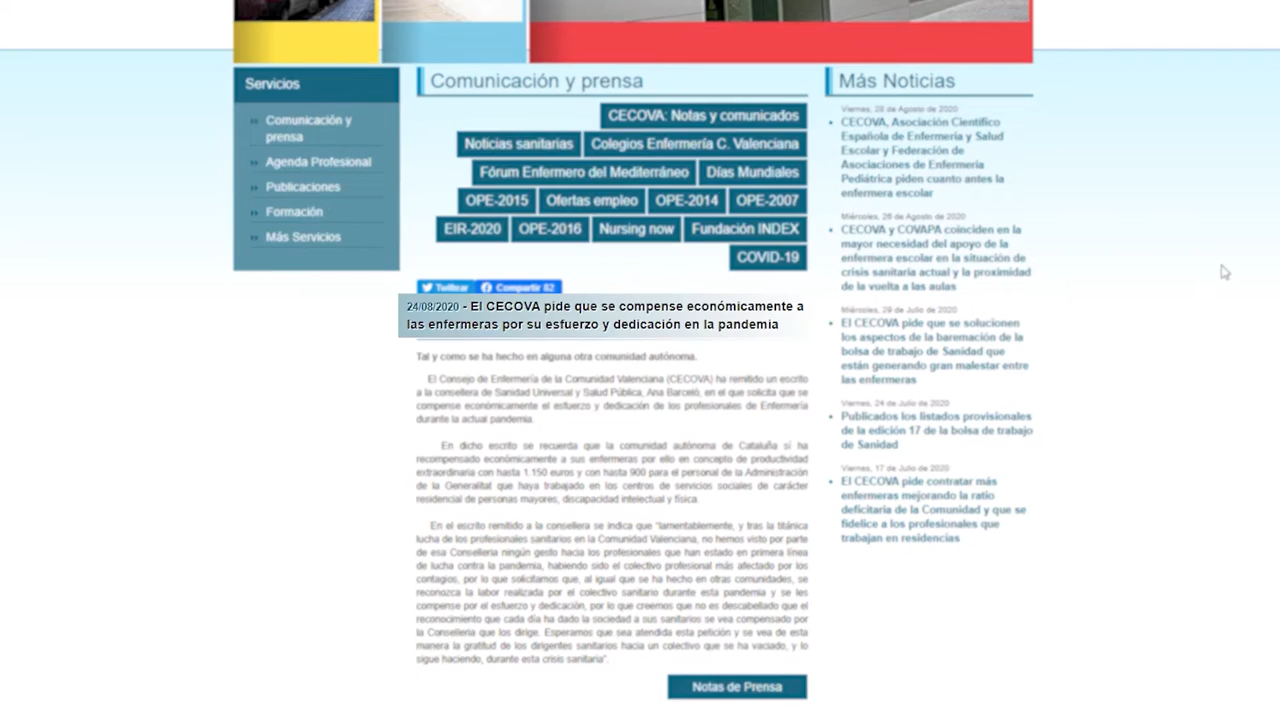 Servicios
Comunicación y
prensa
Agenda Profesional
Publicaciones
Formación
Más Servicios
Comunicación y prensa
CECOVA: Notas y comunicados
Noticias sanitarias
Colegios Enfermería C. Valenciana
Fórum Enfermero del Mediterráneo
Días Mundiales
OPE-2015
Ofertas empleo
OPE-2014
OPE-2007
EIR-2020
OPE-2016
Nursing now
Fundación INDEX
COVID-19
Twittear
Compartir 82
24/08/2020 - El CECOVA pide que se compense económicamente a
las enfermeras por su esfuerzo y dedicación en la pandemia
Tal y como se ha hecho en alguna otra comunidad autónoma.
El Consejo de Enfermería de la Comunidad Valenciana (CECOVA) ha remitido un escrito
a la consellera de Sanidad Universal y Salud Pública, Ana Barceló, en el que solicita que se
compense económicamente el esfuerzo y dedicación de los profesionales de Enfermería
durante la actual pandemia.
En dicho escrito se recuerda que la comunidad autónoma de Cataluña sí ha
recompensado económicamente a sus enfermeras por ello en concepto de productividad
extraordinaria con hasta 1.150 euros y con hasta 900 para el personal de la Administración
de la Generalitat que haya trabajado en los centros de servicios sociales de carácter
residencial de personas mayores, discapacidad intelectual y física.
En el escrito remitido a la consellera se indica que "lamentablemente, y tras la titánica
lucha de los profesionales sanitarios en la Comunidad Valenciana, no hemos visto por parte
de esa Conselleria ningún gesto hacia los profesionales que han estado en primera línea
de lucha contra la pandemia, habiendo sido el colectivo profesional más afectado por los
contagios, por lo que solicitamos que, al igual que se ha hecho en otras comunidades, se
reconozca la labor realizada por el colectivo sanitario durante esta pandemia y se les
compense por el esfuerzo y dedicación, por lo que creemos que no es descabellado que el
reconocimiento que cada día ha dado la sociedad a sus sanitarios se vea compensado por
la Conselleria que los dirige. Esperamos que sea atendida esta petición y se vea de esta
manera la gratitud de los dirigentes sanitarios hacia un colectivo que se ha vaciado, y lo
sigue haciendo, durante esta crisis sanitaria".
Notas de Prensa
Más Noticias
Viernes, 28 de Agosto de 2020
CECOVA, Asociación Científico
Española de Enfermería y Salud
Escolar y Federación de
Asociaciones de Enfermería
Pediátrica piden cuanto antes la
enfermera escolar
Miércoles, 26 de Agosto de 2020
CECOVA y COVAPA coinciden en la
mayor necesidad del apoyo de la
enfermera escolar en la situación de
crisis sanitaria actual y la proximidad
de la vuelta a las aulas
Miércoles, 29 de Julio de 2020
El CECOVA pide que se solucionen
los aspectos de la baremación de la
bolsa de trabajo de Sanidad que
están generando gran malestar entre
las enfermeras
Viernes, 24 de Julio de 2020
Publicados los listados provisionales
de la edición 17 de la bolsa de trabajo
de Sanidad
Viernes, 17 de Julio de 2020
El CECOVA pide contratar más
enfermeras mejorando la ratio
deficitaria de la Comunidad y que se
fidelice a los profesionales que
trabajan en residencias